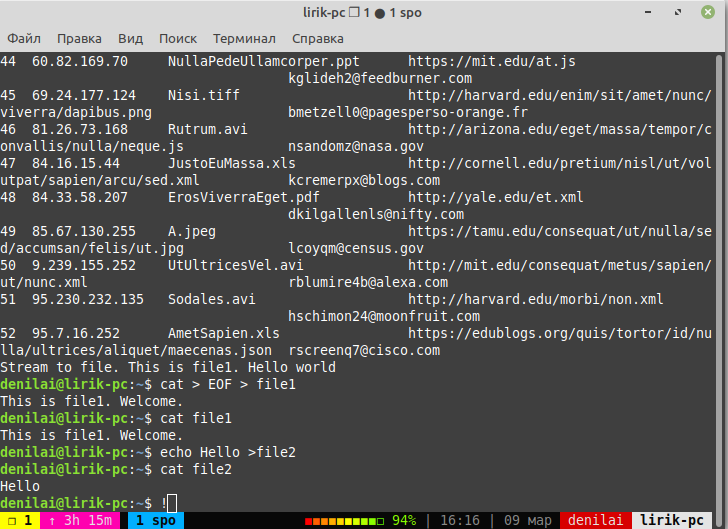 lirik-pc ❐ 1 ● 1 spo
Файл Правка Вид Поиск Терминал Справка
44 60.82.169.70 NullaPedeUllamcorper.ppt https://mit.edu/at.js
kglideh2@feedburner.com
45 69.24.177.124 Nisi.tiff http://harvard.edu/enim/sit/amet/nunc/
viverra/dapibus.png bmetzell0@pagesperso-orange.fr
46 81.26.73.168 Rutrum.avi http://arizona.edu/eget/massa/tempor/c
onvallis/nulla/neque.js nsandomz@nasa.gov
47 84.16.15.44 JustoEuMassa.xls http://cornell.edu/pretium/nisl/ut/vol
utpat/sapien/arcu/sed.xml kcremerpx@blogs.com
48 84.33.58.207 ErosViverraEget.pdf http://yale.edu/et.xml
dkilgallenls@nifty.com
49 85.67.130.255 A.jpeg https://tamu.edu/consequat/ut/nulla/se
d/accumsan/felis/ut.jpg lcoyqm@census.gov
50 9.239.155.252 UtUltricesVel.avi http://mit.edu/consequat/metus/sapien/
ut/nunc.xml rblumire4b@alexa.com
51 95.230.232.135 Sodales.avi http://harvard.edu/morbi/non.xml
hschimon24@moonfruit.com
52 95.7.16.252 AmetSapien.xls https://edublogs.org/quis/tortor/id/nu
lla/ultrices/aliquet/maecenas.json rscreenq7@cisco.com
Stream to file. This is file1. Hello world
denilai@lirik-pc:~$ cat > EOF > file1
This is file1. Welcome.
denilai@lirik-pc:~$ cat file1
This is file1. Welcome.
denilai@lirik-pc:~$ echo Hello >file2
denilai@lirik-pc:~$ cat file2
Hello
denilai@lirik-pc:~$ !
❐ 1 ↑ 3h 15m 1 spo 94% | 16:16 | 09 мар denilai lirik-pc